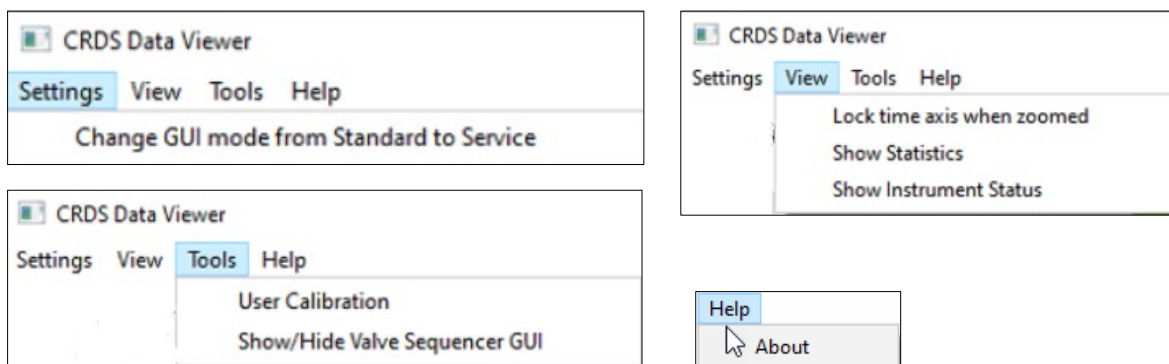 CRDS Data Viewer
Settings View Tools Help
Change GUI mode from Standard to Service
CRDS Data Viewer
Settings View Tools Help
Lock time axis when zoomed
Show Statistics
Show Instrument Status
CRDS Data Viewer
Settings View Tools Help
User Calibration
Show/Hide Valve Sequencer GUI
Help
About